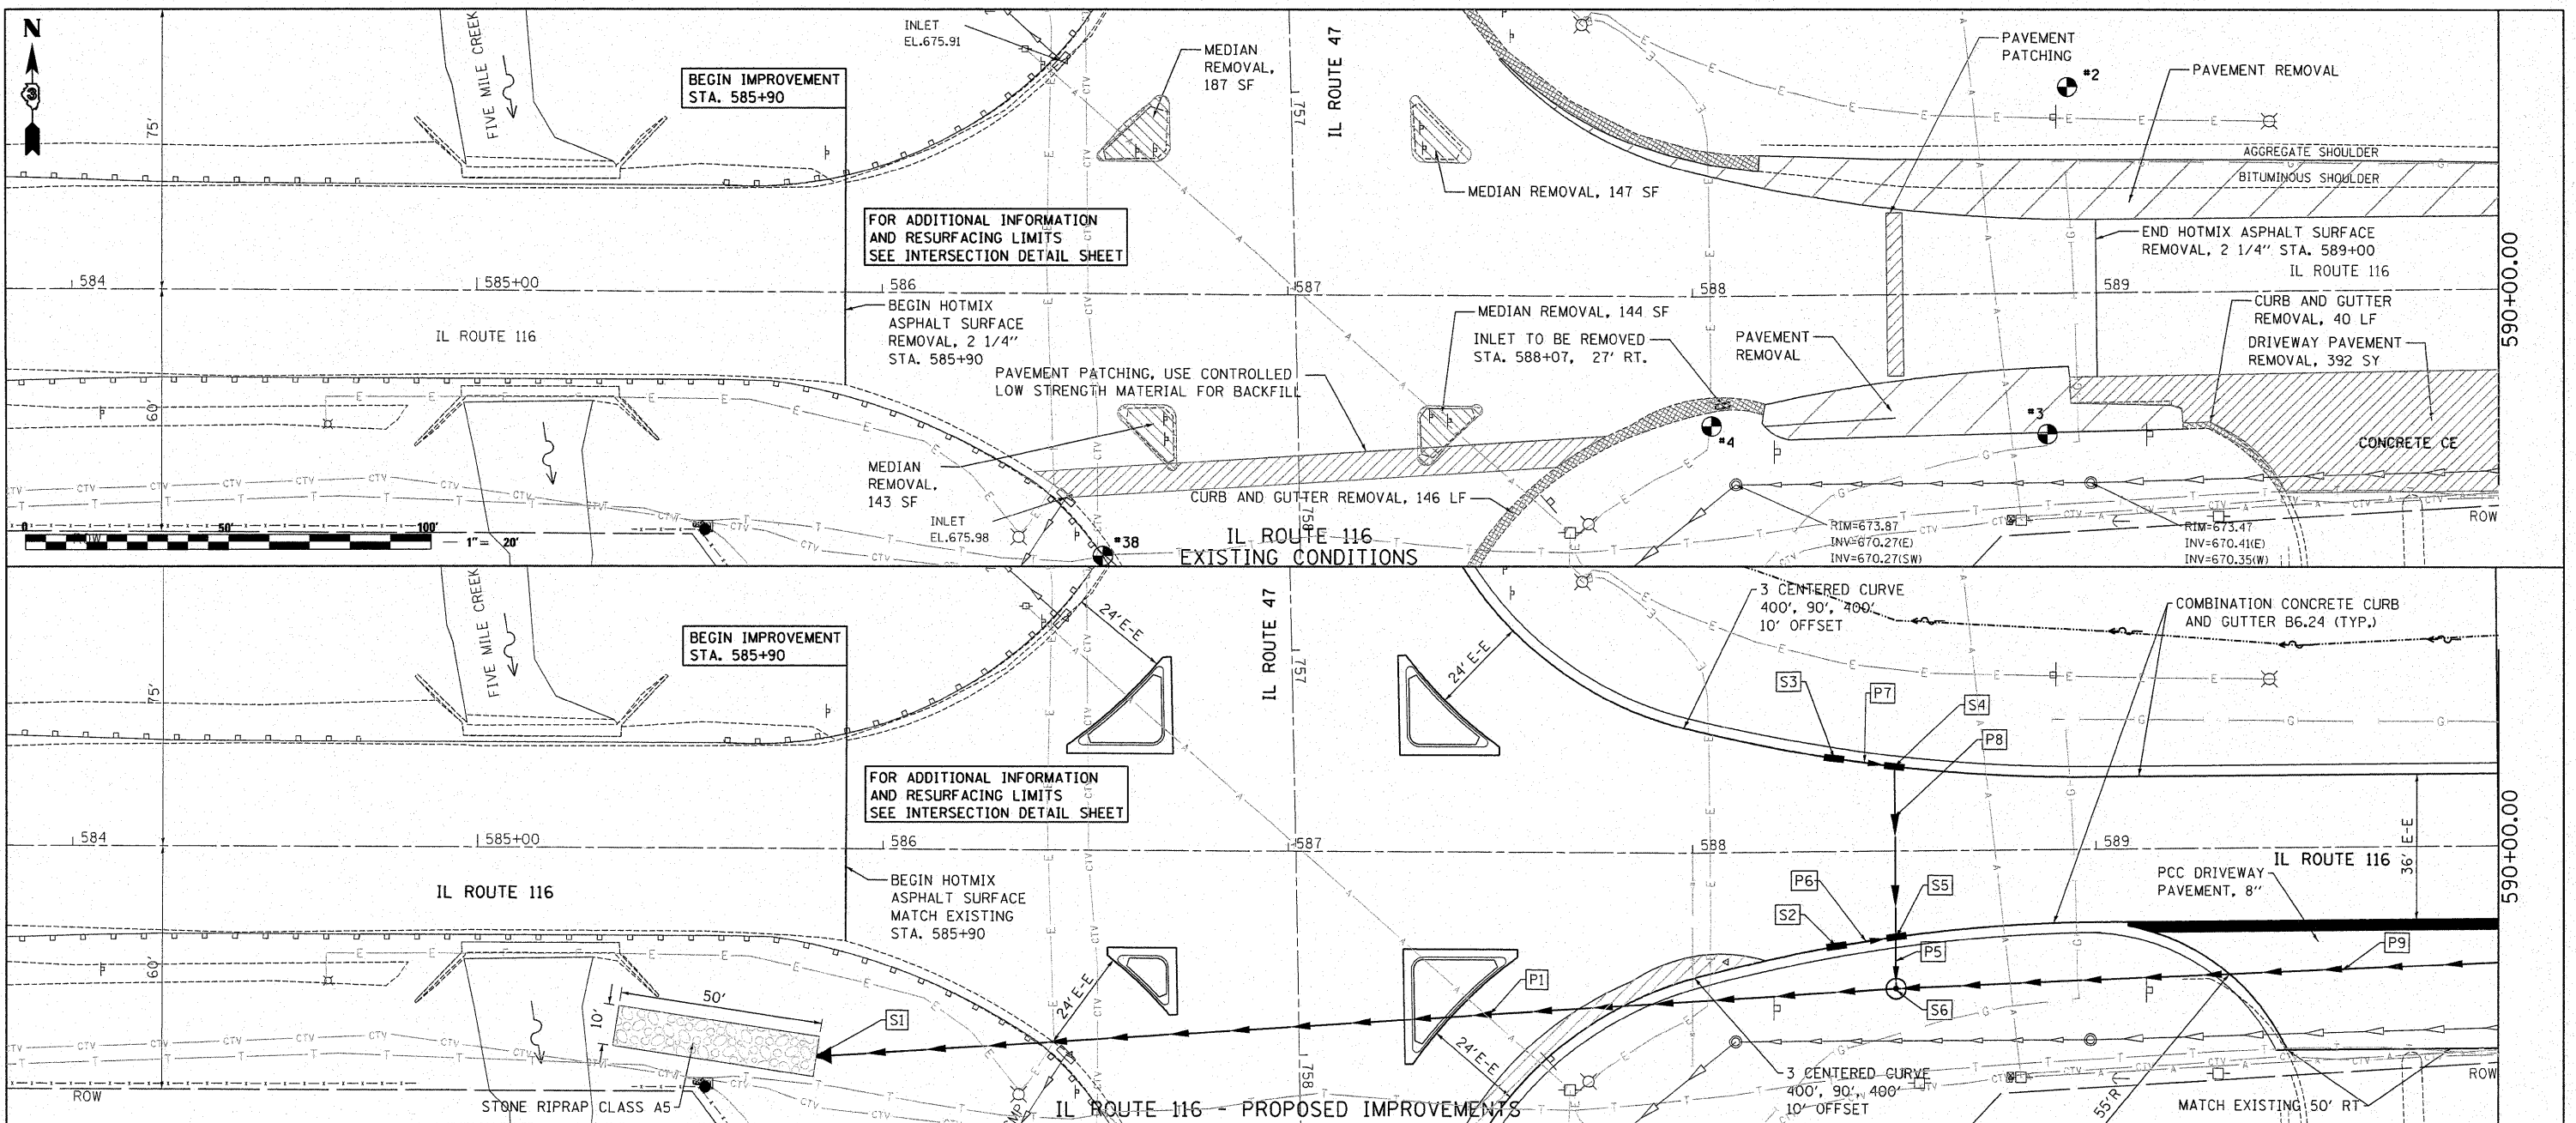 N
3
75'
FIVE MILE CREEK
BEGIN IMPROVEMENT
STA. 585+90
INLET
EL.675.91
MEDIAN
REMOVAL,
187 SF
757
IL ROUTE 47
MEDIAN REMOVAL, 147 SF
PAVEMENT
PATCHING
#2
PAVEMENT REMOVAL
AGGREGATE SHOULDER
BITUMINOUS SHOULDER
FOR ADDITIONAL INFORMATION
AND RESURFACING LIMITS
SEE INTERSECTION DETAIL SHEET
END HOTMIX ASPHALT SURFACE
REMOVAL, 2 1/4" STA. 589+00
IL ROUTE 116
584
585+00
586
587
588
589
590+00.00
IL ROUTE 116
BEGIN HOTMIX
ASPHALT SURFACE
REMOVAL, 2 1/4"
STA. 585+90
MEDIAN REMOVAL, 144 SF
INLET TO BE REMOVED
STA. 588+07, 27' RT.
PAVEMENT
REMOVAL
CURB AND GUTTER
REMOVAL, 40 LF
DRIVEWAY PAVEMENT
REMOVAL, 392 SY
PAVEMENT PATCHING, USE CONTROLLED
LOW STRENGTH MATERIAL FOR BACKFILL
60'
#4
#3
CONCRETE CE
MEDIAN
REMOVAL,
143 SF
CURB AND GUTTER REMOVAL, 146 LF
INLET
EL.675.98
758
0 50' 100'
1"= 20'
ROW
#38
IL ROUTE 116
EXISTING CONDITIONS
RIM=673.87
INV=670.27(E)
INV=670.27(SW)
RIM=673.47
INV=670.41(E)
INV=670.35(W)
ROW
75'
FIVE MILE CREEK
BEGIN IMPROVEMENT
STA. 585+90
24' E-E
IL ROUTE 47
757
24' E-E
3 CENTERED CURVE
400', 90', 400'
10' OFFSET
COMBINATION CONCRETE CURB
AND GUTTER B6.24 (TYP.)
S3
P7
S4
P8
FOR ADDITIONAL INFORMATION
AND RESURFACING LIMITS
SEE INTERSECTION DETAIL SHEET
584
585+00
586
587
588
589
590+00.00
36' E-E
IL ROUTE 116
IL ROUTE 116
BEGIN HOTMIX
ASPHALT SURFACE
MATCH EXISTING
STA. 585+90
P6
S5
S2
P5
PCC DRIVEWAY
PAVEMENT, 8"
P9
60'
50'
10'
S1
24' E-E
P1
S6
24' E-E
758
3 CENTERED CURVE
400', 90', 400'
10' OFFSET
55'R
MATCH EXISTING 50' RT
ROW
ROW
STONE RIPRAP CLASS A5
IL ROUTE 116 - PROPOSED IMPROVEMENTS